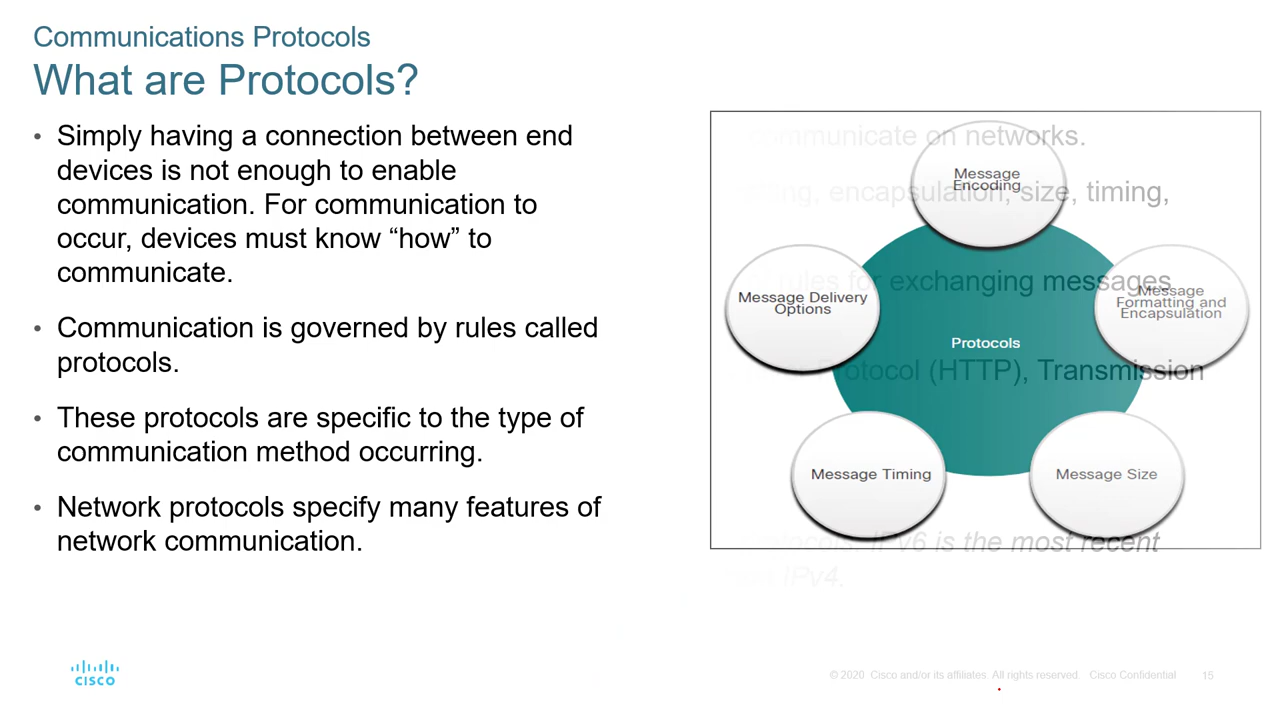 Communications Protocols
What are Protocols?
• Simply having a connection between end
devices is not enough to enable
communication. For communication to
occur, devices must know “how” to
communicate.
• Communication is governed by rules called
protocols.
• These protocols are specific to the type of
communication method occurring.
• Network protocols specify many features of
network communication.
communicate on networks.
encapsulation, size, timing,
rules for exchanging messages
Protocol (HTTP), Transmission
protocols. IPv6 is the most recent
IPv4.
Message
Encoding
Message Delivery
Options
Message
Formatting and
Encapsulation
Protocols
Message Timing
Message Size
CISCO
© 2020 Cisco and/or its affiliates. All rights reserved. Cisco Confidential
15